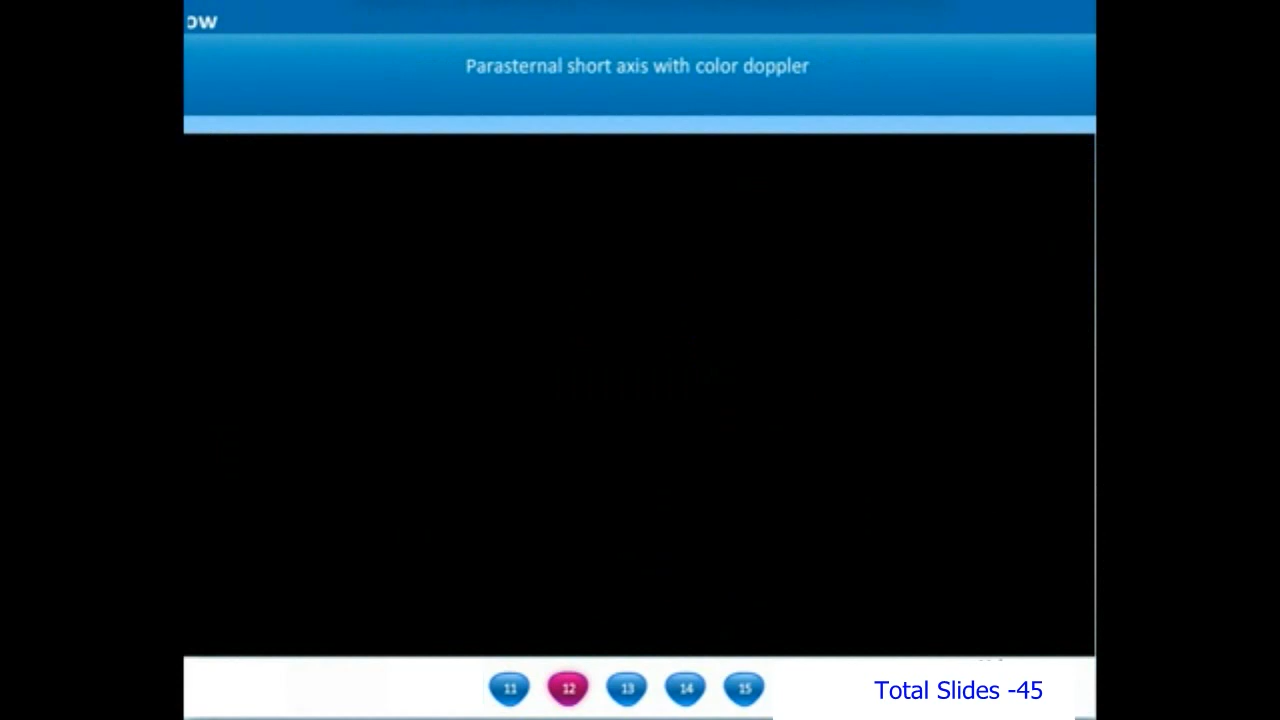 ow
Parasternal short axis with color doppler
11 12 13 14 15
Total Slides -45